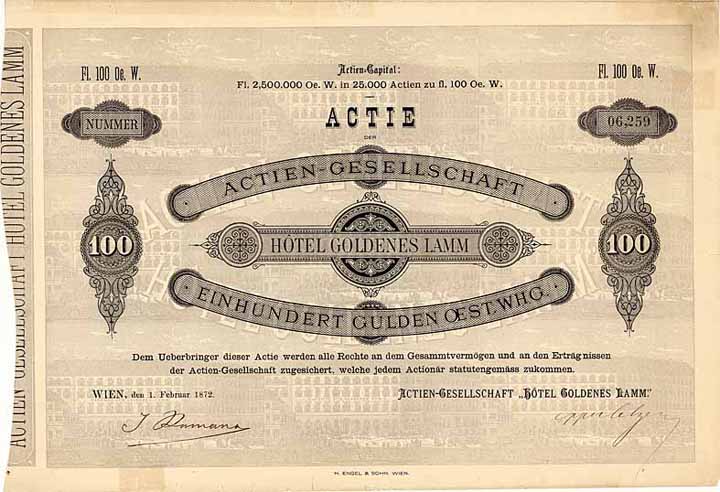 ACTIEN GESELLSCHAFT HOTEL GOLDENES LAMM
Fl. 100 Oe. W.
Actien-Capital:
Fl. 2,500.000 Oe. W. in 25.000 Actien zu fl. 100 Oe. W.
Fl. 100 Oe. W.
ACTIE
DER
NUMMER
06,259
ACTIEN-GESELLSCHAFT
100
HÔTEL GOLDENES LAMM
100
EINHUNDERT GULDEN OEST. WHG.
Dem Ueberbringer dieser Actie werden alle Rechte an dem Gesammtvermögen und an den Erträgnissen
der Actien-Gesellschaft zugesichert, welche jedem Actionär statutengemäss zukommen.
WIEN, den 1. Februar 1872.
ACTIEN-GESELLSCHAFT „HÔTEL GOLDENES LAMM."
H. ENGEL & SOHN, WIEN.